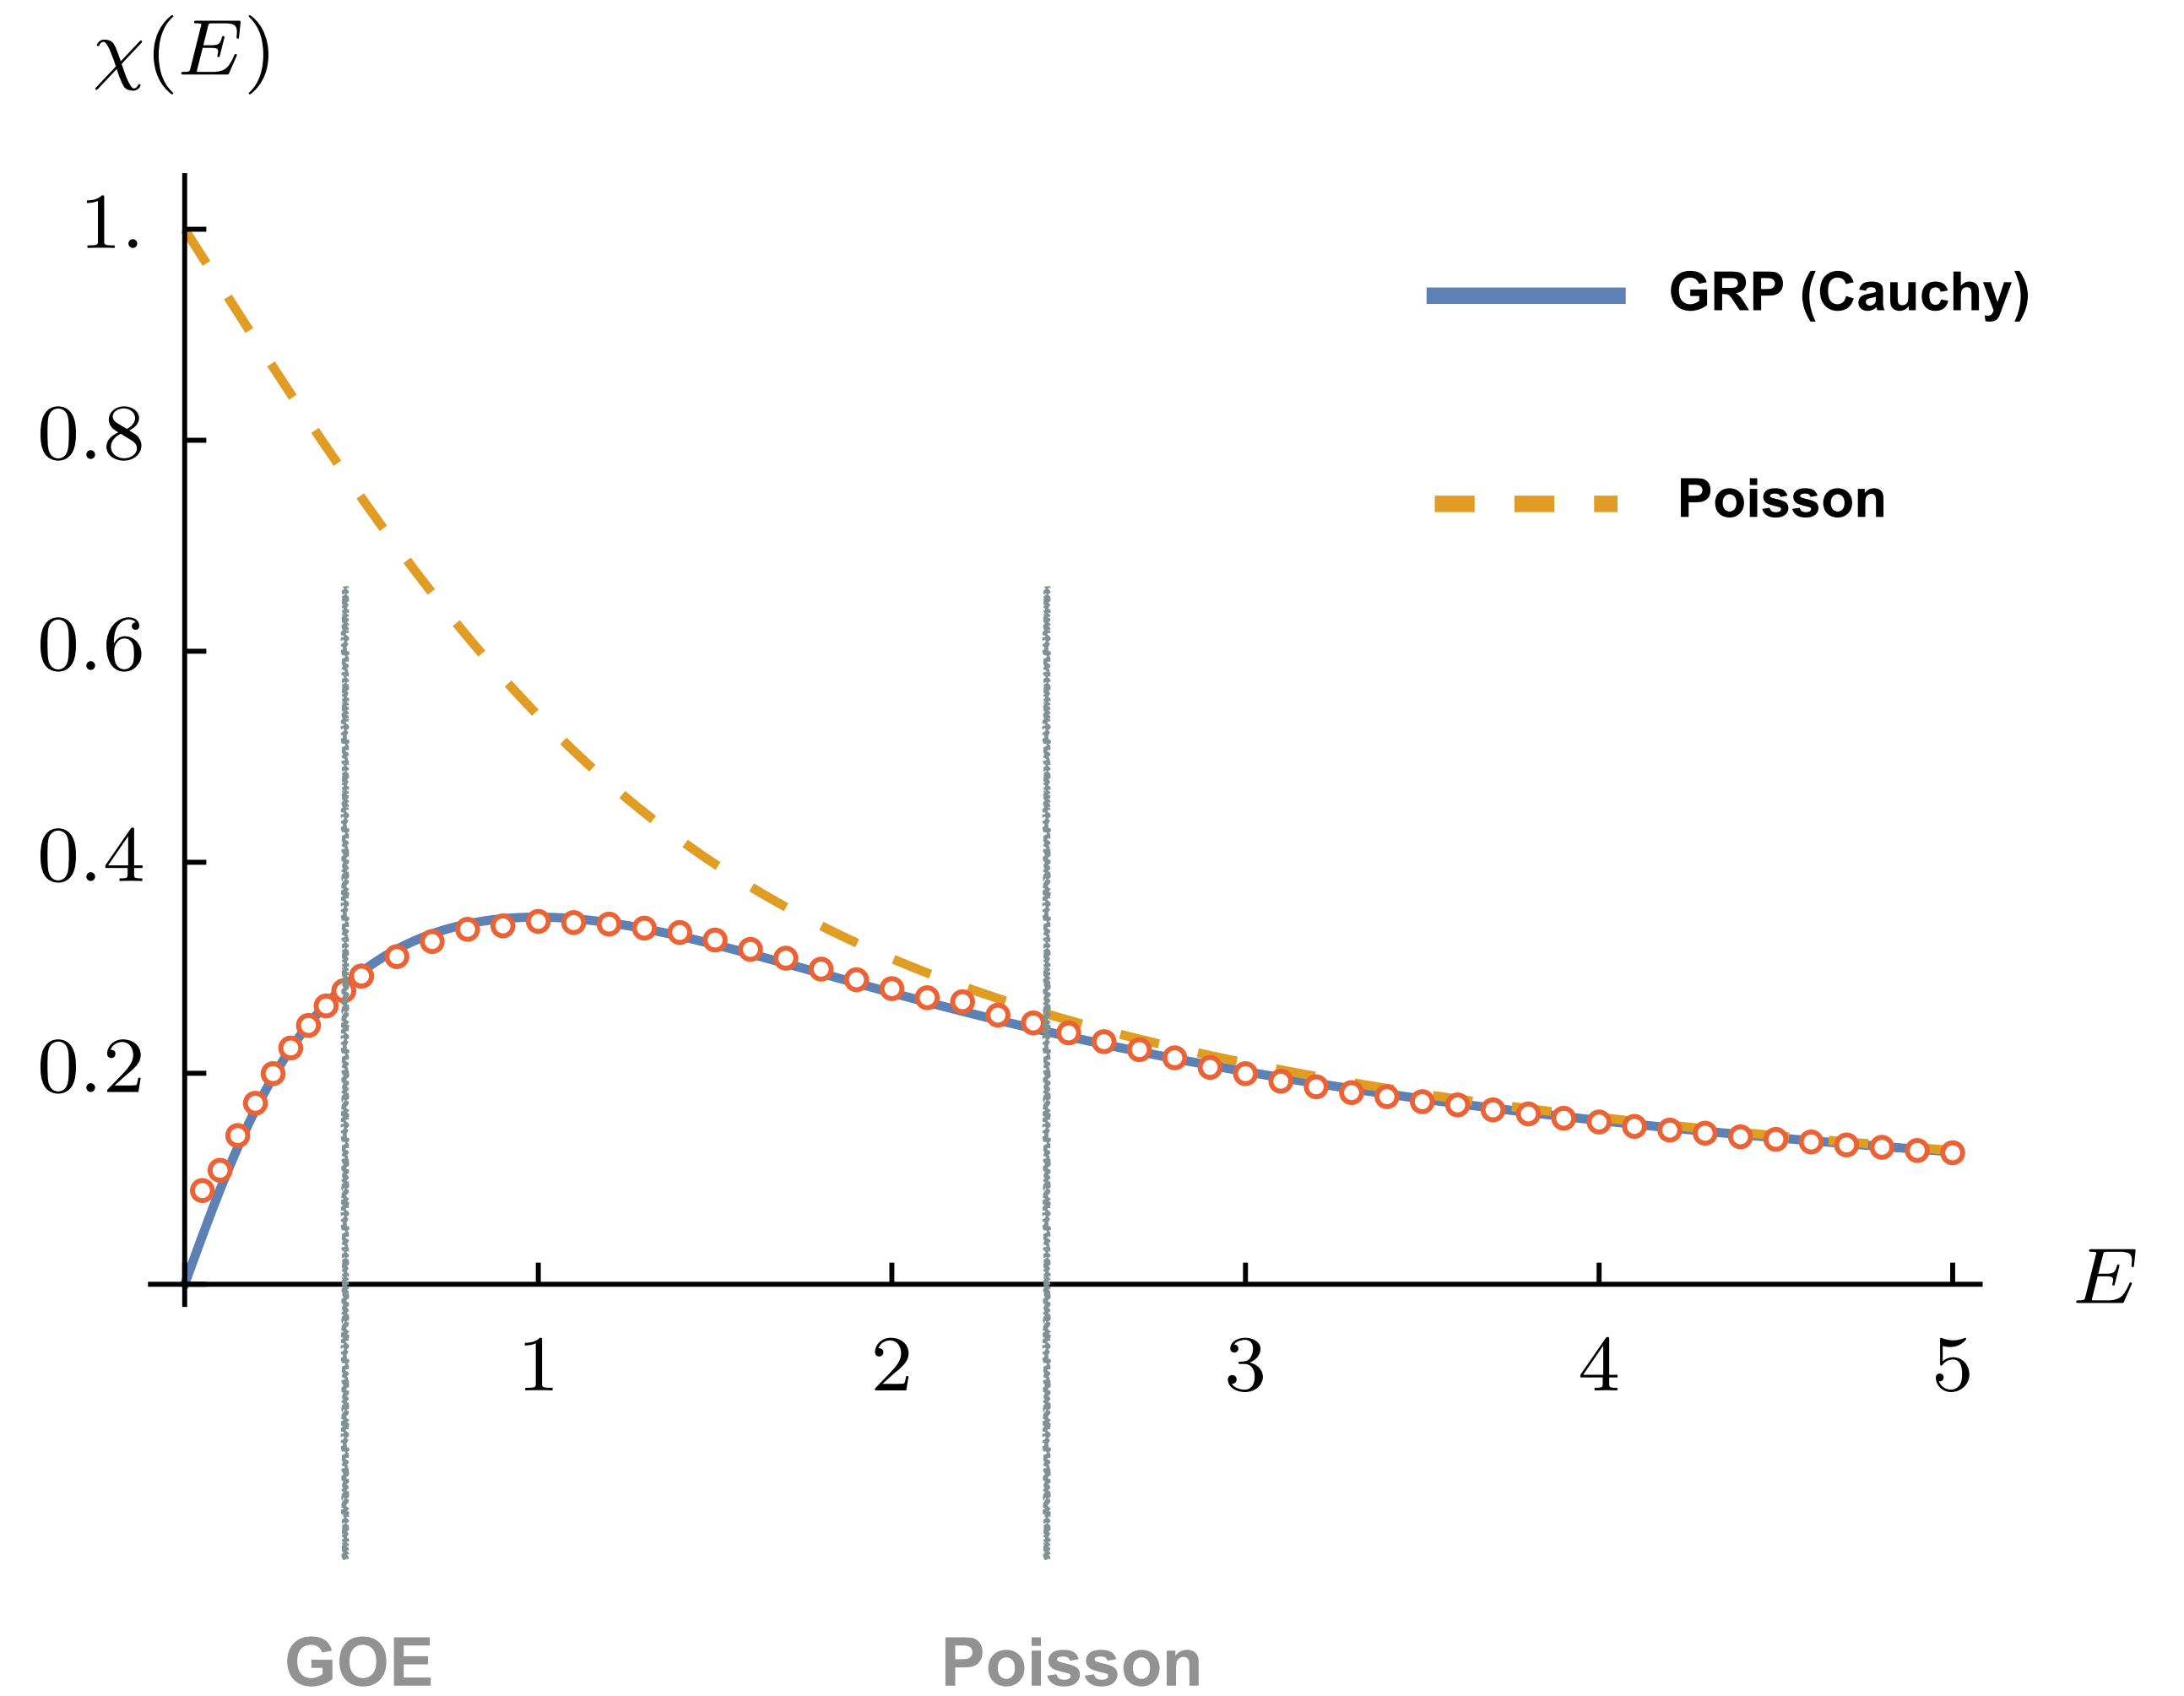 χ(E)
1.
0.8
0.6
0.4
0.2
GRP (Cauchy)
Poisson
E
1 2 3 4 5
GOE Poisson